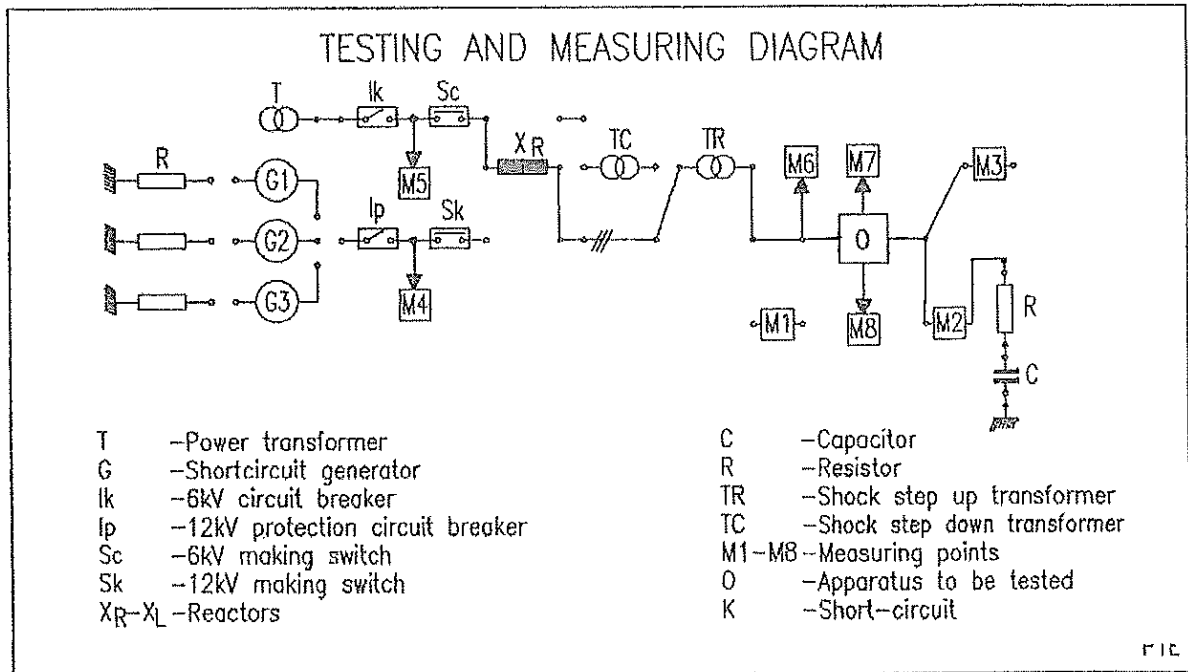 TESTING AND MEASURING DIAGRAM
T Ik Sc
XR TC TR M6 M7 M3
R G1 M5
Ip Sk
G2 O
G3 M4 M1 M8 M2 R
C
T –Power transformer
G –Shortcircuit generator
Ik –6kV circuit breaker
Ip –12kV protection circuit breaker
Sc –6kV making switch
Sk –12kV making switch
XR–XL –Reactors
C –Capacitor
R –Resistor
TR –Shock step up transformer
TC –Shock step down transformer
M1–M8 –Measuring points
O –Apparatus to be tested
K –Short–circuit